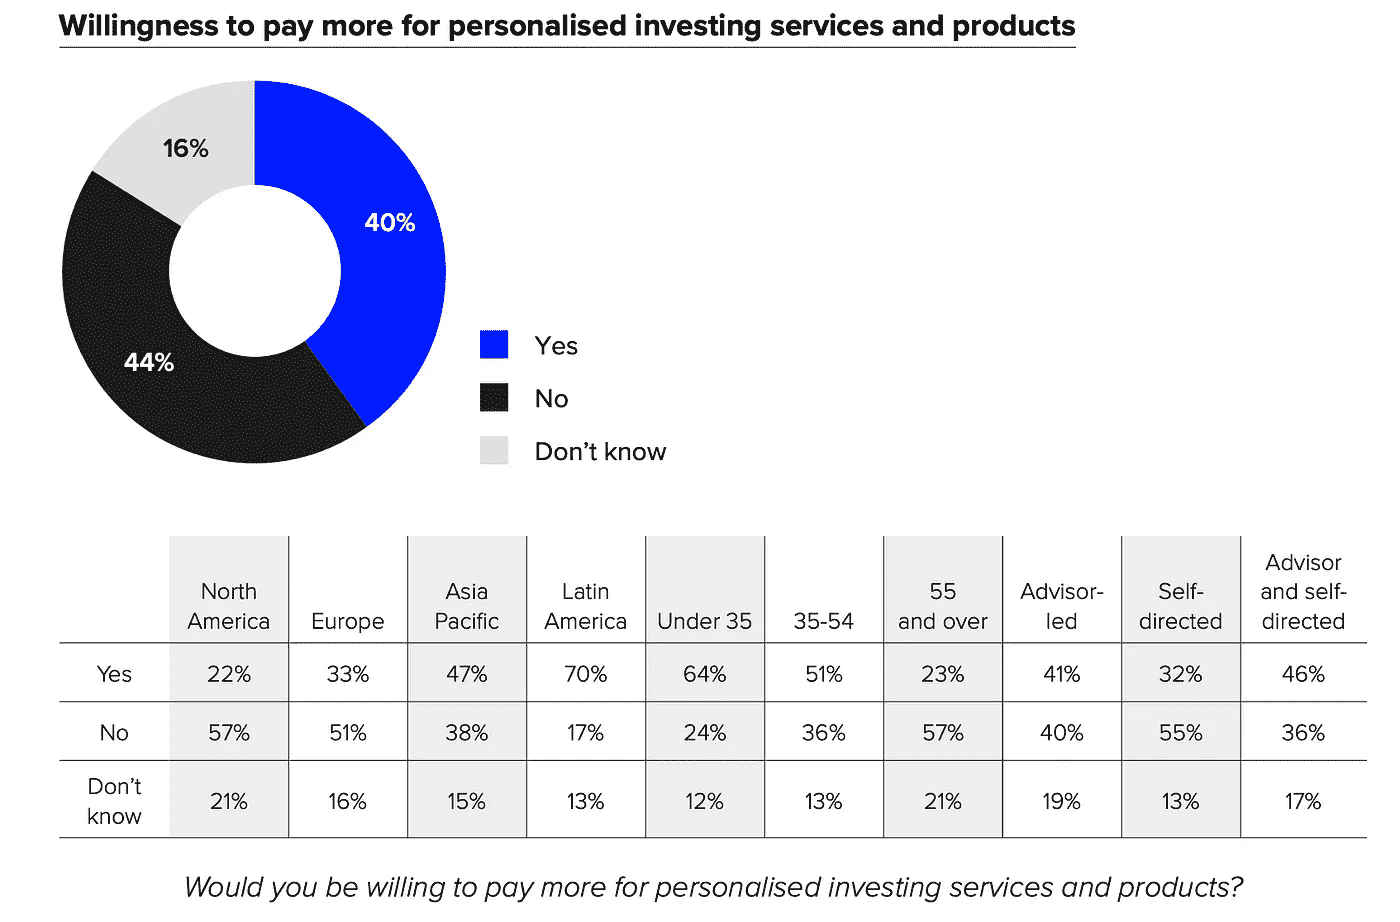 Willingness to pay more for personalised investing services and products
16%
40%
44%
Yes
No
Don't know
North America Europe Asia Pacific Latin America Under 35 35-54 55 and over Advisor-led Self-directed Advisor and self-directed
Yes 22% 33% 47% 70% 64% 51% 23% 41% 32% 46%
No 57% 51% 38% 17% 24% 36% 57% 40% 55% 36%
Don't know 21% 16% 15% 13% 12% 13% 21% 19% 13% 17%
Would you be willing to pay more for personalised investing services and products?